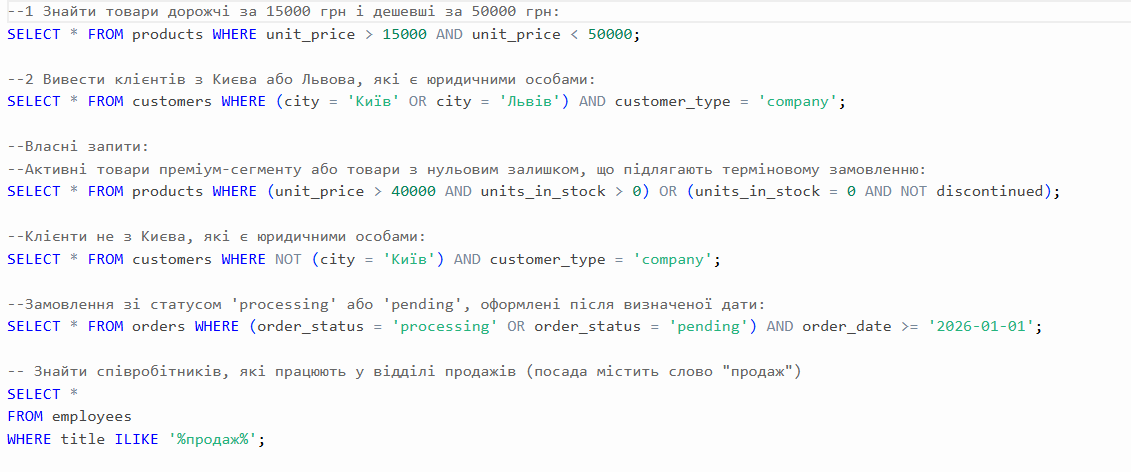 --1 Знайти товари дорожчі за 15000 грн і дешевші за 50000 грн:
SELECT * FROM products WHERE unit_price > 15000 AND unit_price < 50000;
--2 Вивести клієнтів з Києва або Львова, які є юридичними особами:
SELECT * FROM customers WHERE (city = 'Київ' OR city = 'Львів') AND customer_type = 'company';
--Власні запити:
--Активні товари преміум-сегменту або товари з нульовим залишком, що підлягають терміновому замовленню:
SELECT * FROM products WHERE (unit_price > 40000 AND units_in_stock > 0) OR (units_in_stock = 0 AND NOT discontinued);
--Клієнти не з Києва, які є юридичними особами:
SELECT * FROM customers WHERE NOT (city = 'Київ') AND customer_type = 'company';
--Замовлення зі статусом 'processing' або 'pending', оформлені після визначеної дати:
SELECT * FROM orders WHERE (order_status = 'processing' OR order_status = 'pending') AND order_date >= '2026-01-01';
-- Знайти співробітників, які працюють у відділі продажів (посада містить слово "продаж")
SELECT *
FROM employees
WHERE title ILIKE '%продаж%';